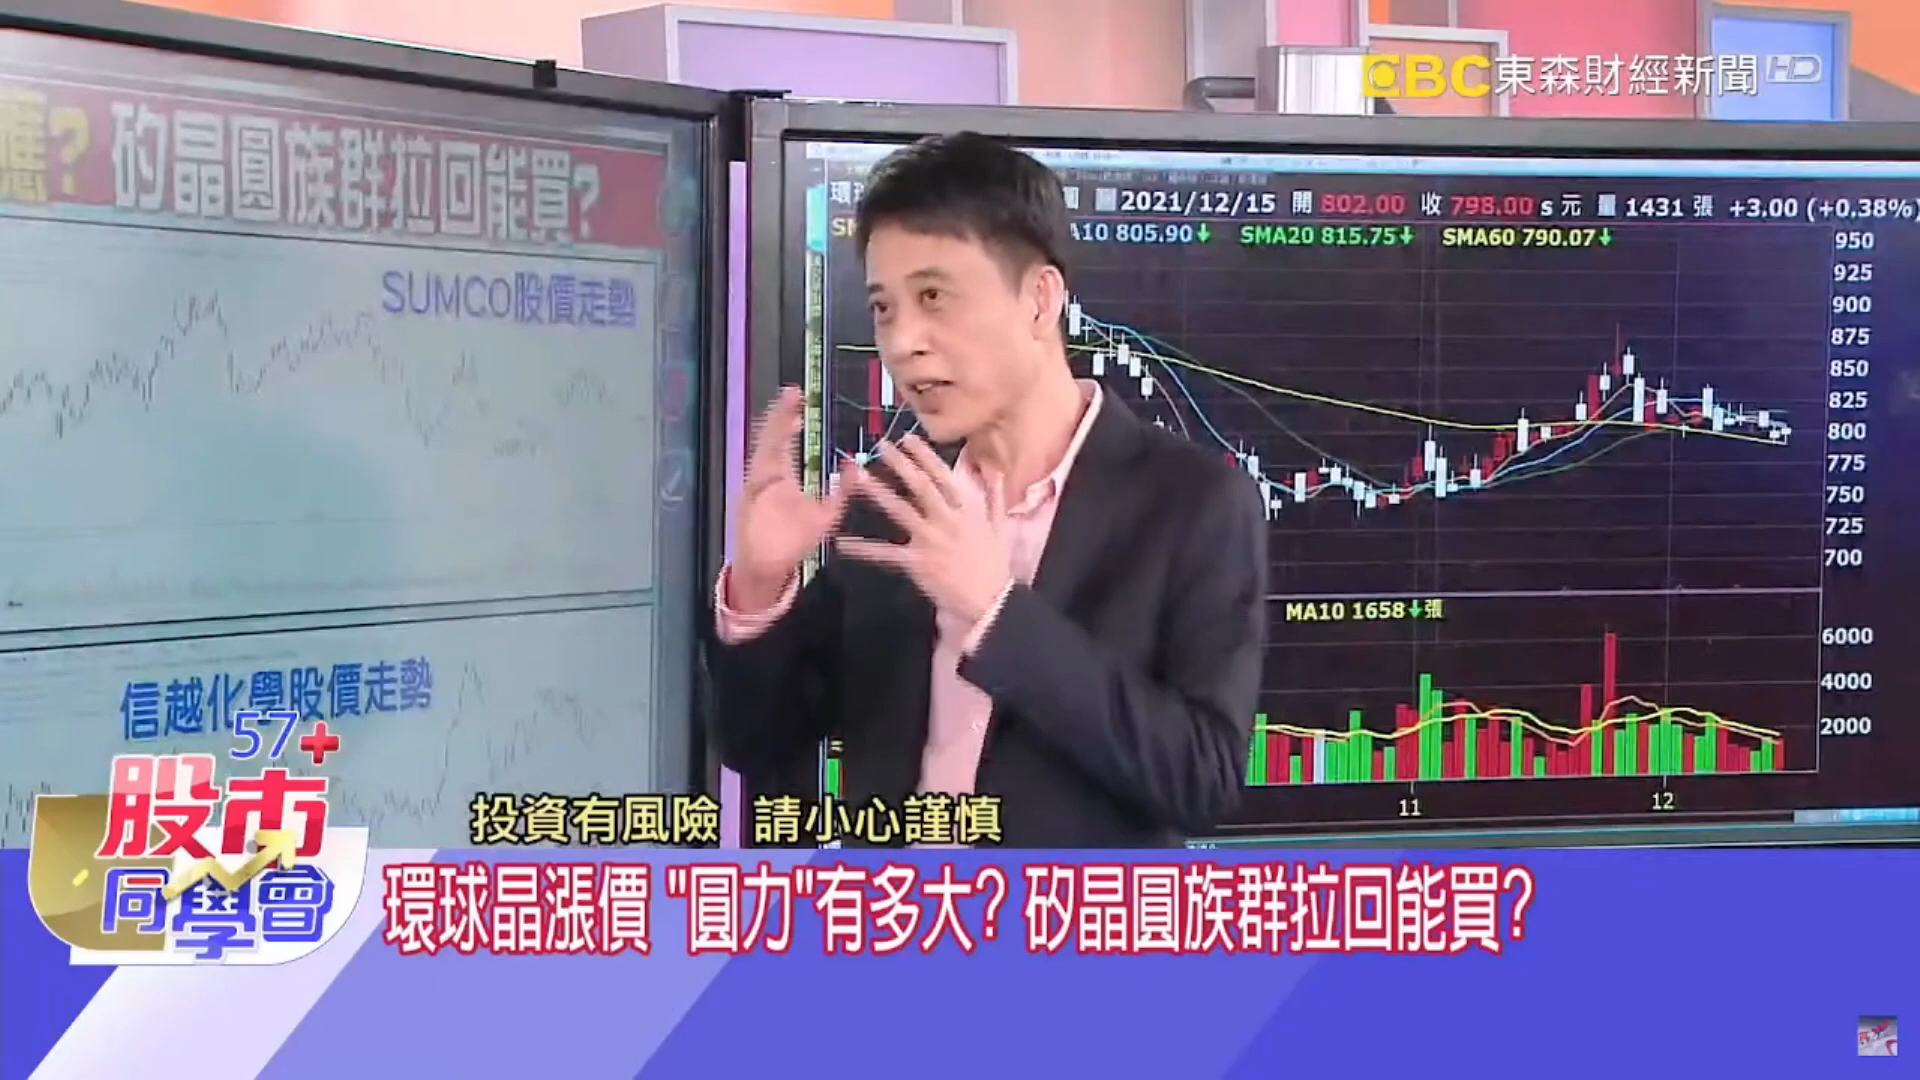 EBC東森財經新聞HD
應? 矽晶圓族群拉回能買?
SUMCO股價走勢
信越化學股價走勢
2021/12/15 開 802.00 收 798.00 s 元 量 1431 張 +3.00 (+0.38%)
SMA10 805.90↓ SMA20 815.75↓ SMA60 790.07↓
950
925
900
875
850
825
800
775
750
725
700
MA10 1658↓張
6000
4000
2000
11 12
57+
股市
同學會
投資有風險 請小心謹慎
環球晶漲價 "圓力"有多大? 矽晶圓族群拉回能買?